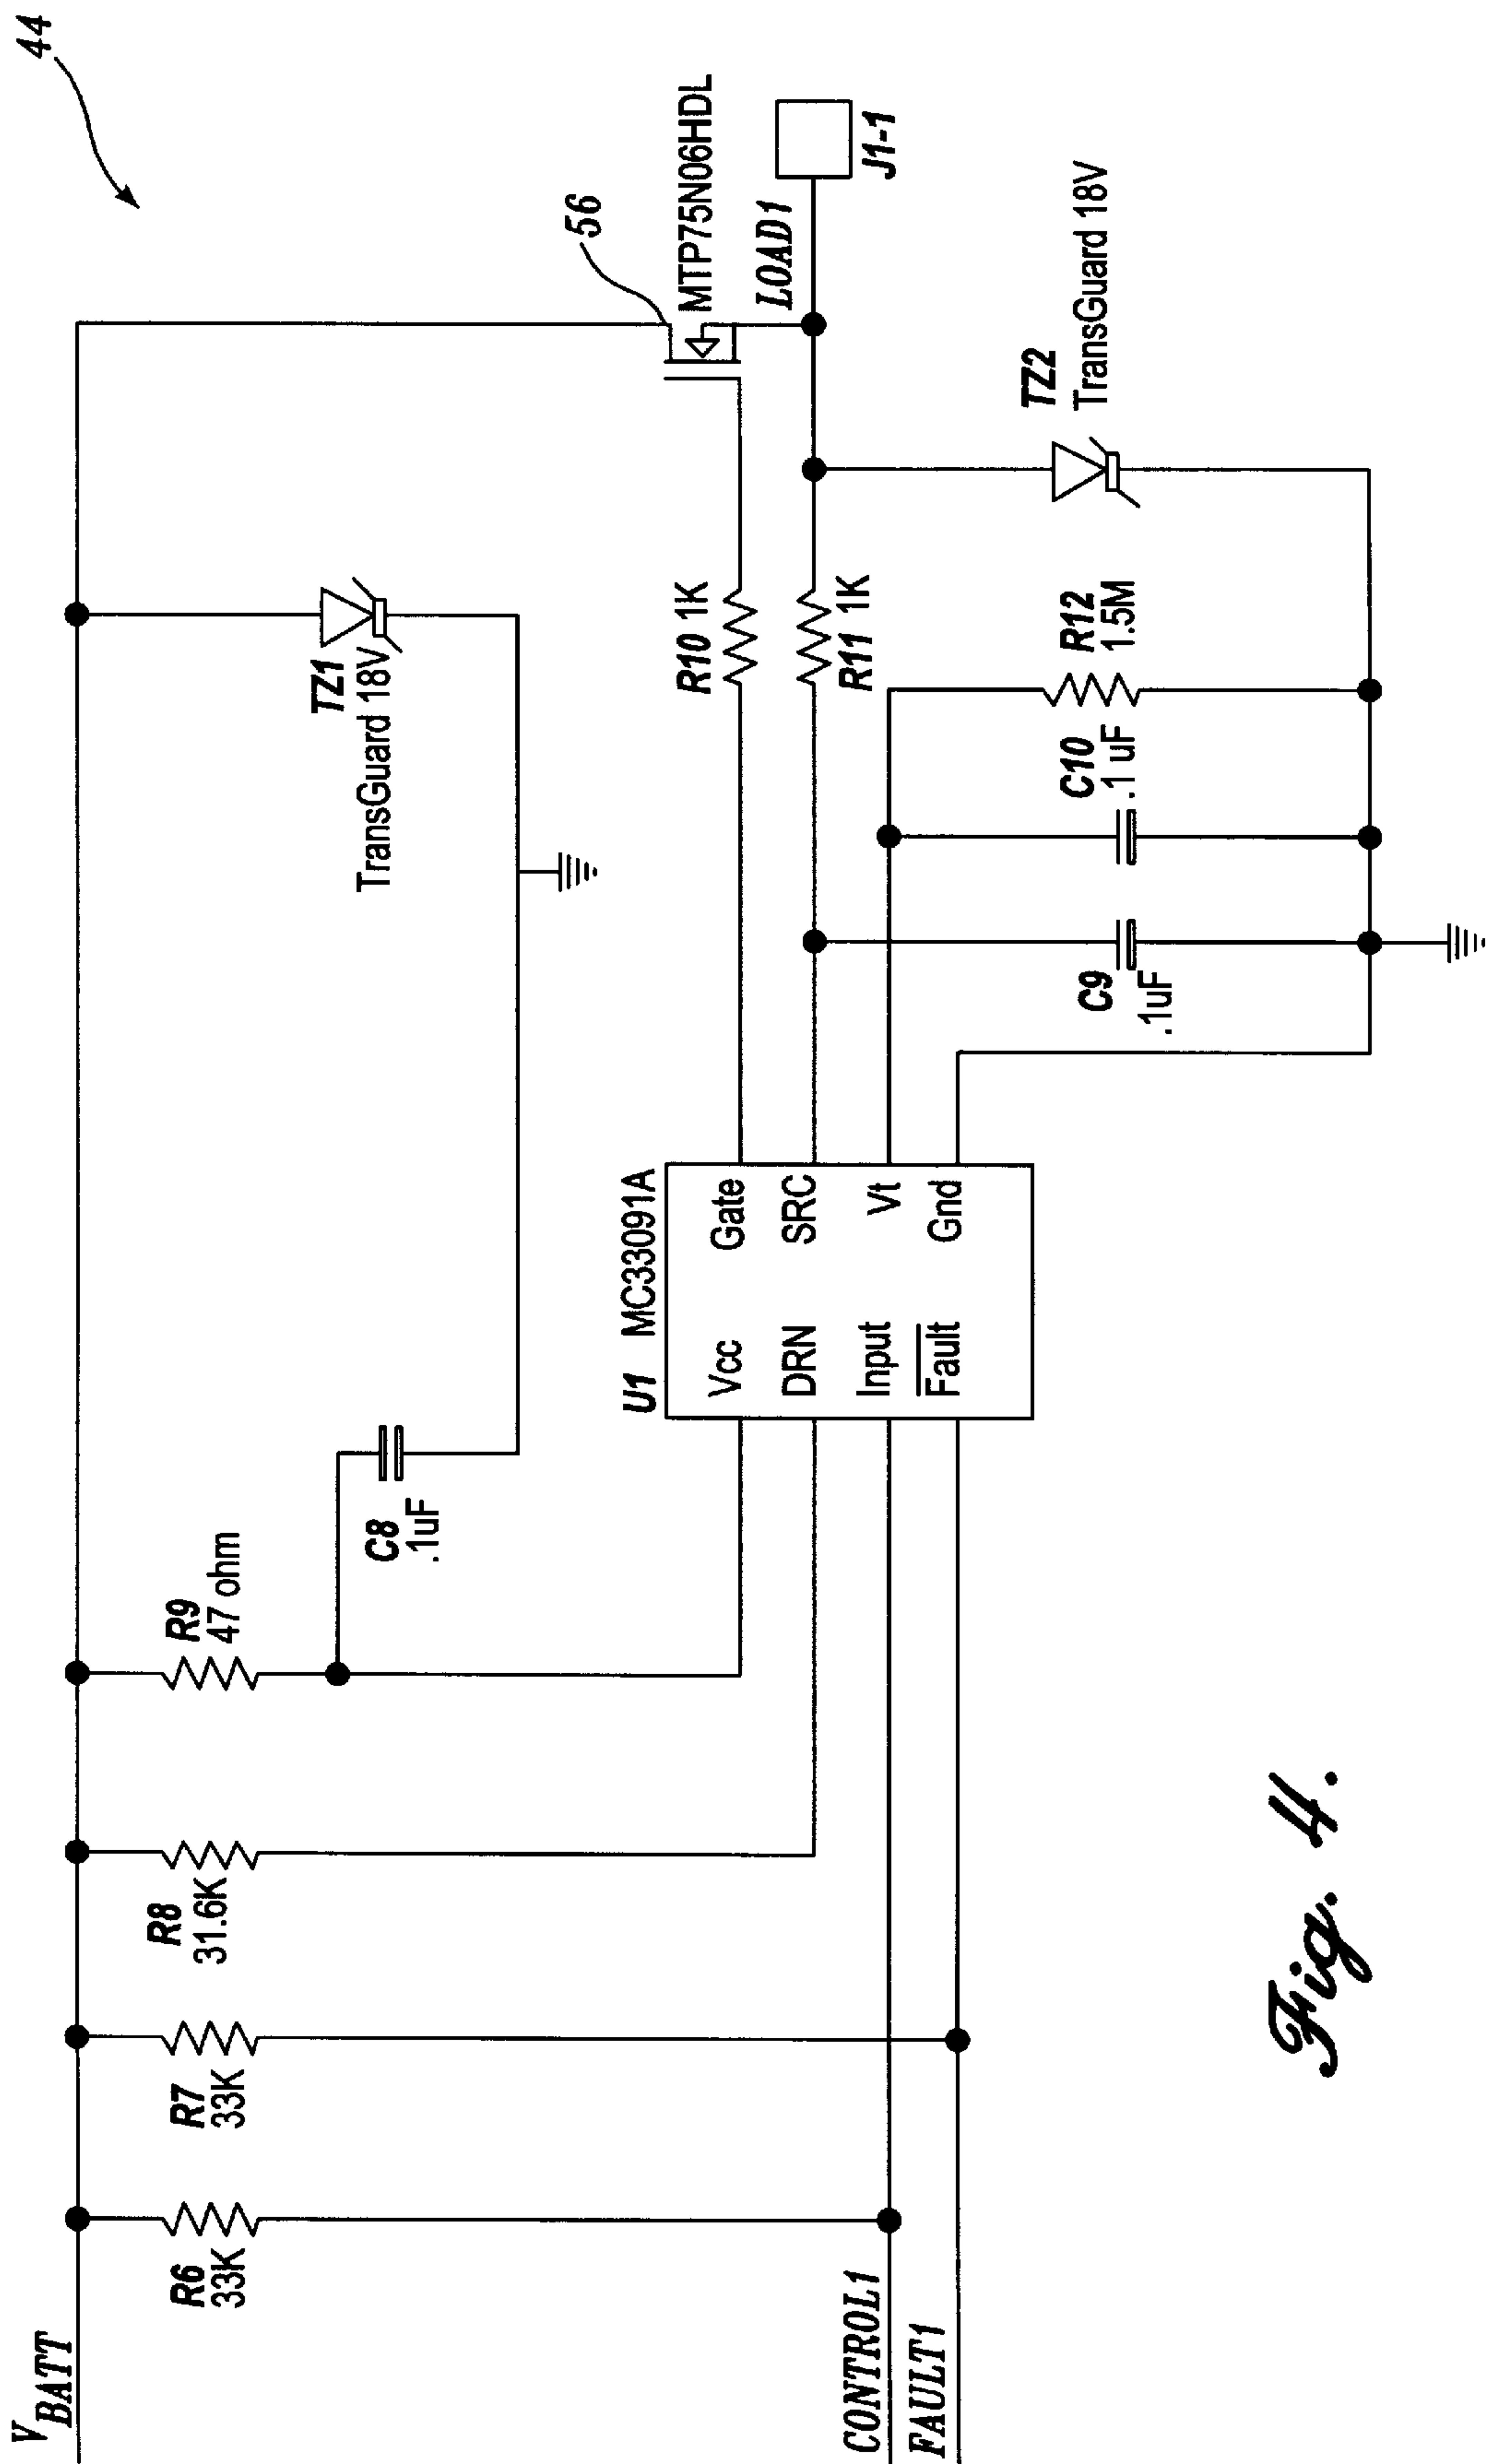 44
V BATT
R6
33K
R7
33K
R8
31.6K
R9
47 ohm
C8
.1uF
TZ1
TransGuard 18V
56
MTP75N06HDL
U1 MC33091A
Vcc
Gate
DRN
SRC
Input
Vt
Fault
Gnd
R10 1K
R11 1K
LOAD1
J1-1
CONTROL1
FAULT1
C9
.1uF
C10
.1 uF
R12
1.5M
TZ2
TransGuard 18V
Fig. 4.